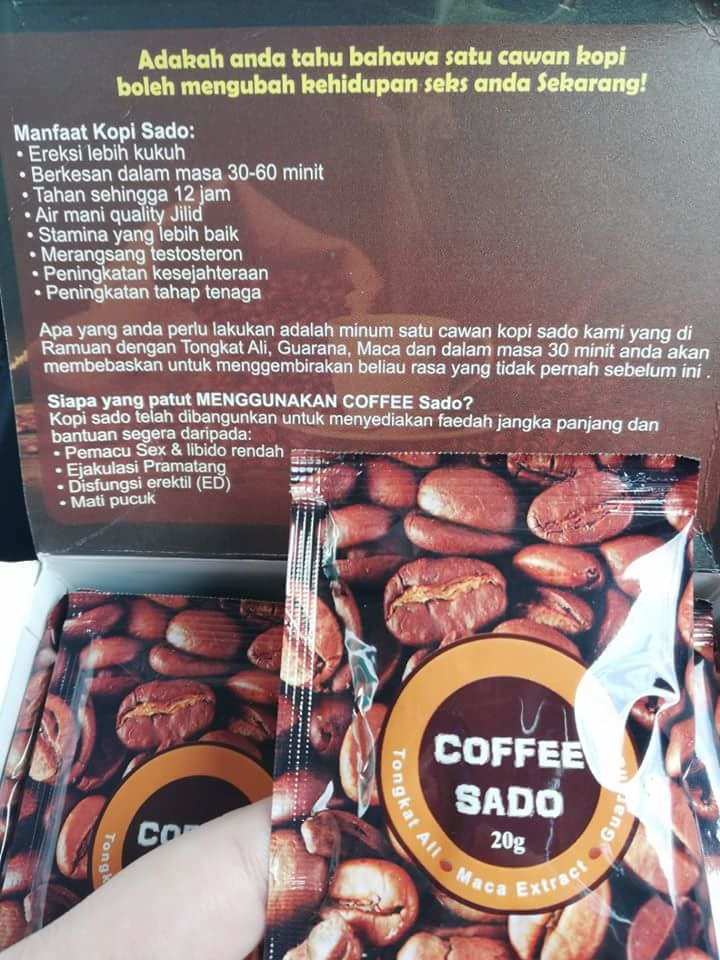 Adakah anda tahu bahawa satu cawan kopi
boleh mengubah kehidupan seks anda Sekarang!
Manfaat Kopi Sado:
• Ereksi lebih kukuh
• Berkesan dalam masa 30-60 minit
• Tahan sehingga 12 jam
• Air mani quality Jilid
• Stamina yang lebih baik
• Merangsang testosteron
• Peningkatan kesejahteraan
• Peningkatan tahap tenaga
Apa yang anda perlu lakukan adalah minum satu cawan kopi sado kami yang di
Ramuan dengan Tongkat Ali, Guarana, Maca dan dalam masa 30 minit anda akan
membebaskan untuk menggembirakan beliau rasa yang tidak pernah sebelum ini .
Siapa yang patut MENGGUNAKAN COFFEE Sado?
Kopi sado telah dibangunkan untuk menyediakan faedah jangka panjang dan
bantuan segera daripada:
• Pemacu Sex & libido rendah
• Ejakulasi Pramatang
• Disfungsi erektil (ED)
• Mati pucuk
COFFEE
SADO
20g
Tongkat Ali • Maca Extract •